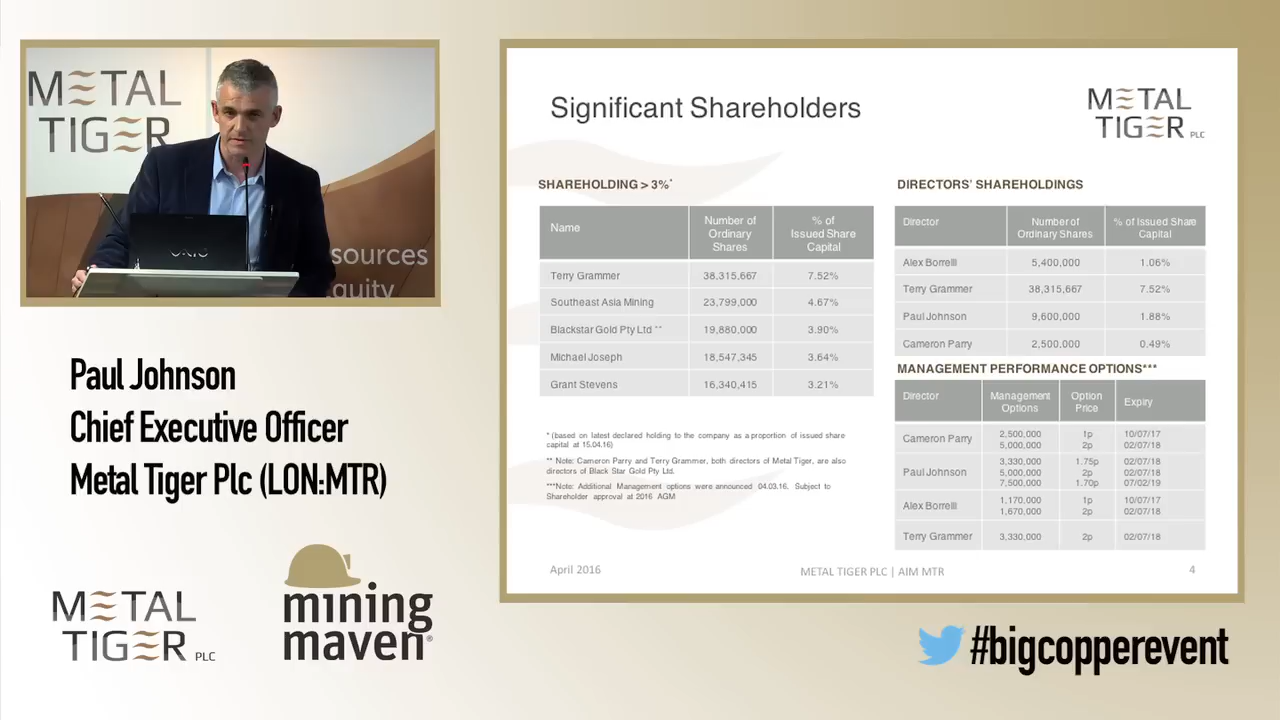 METAL
TIGER
sources
quity
VAIO
Paul Johnson
Chief Executive Officer
Metal Tiger Plc (LON:MTR)
METAL
TIGER PLC
mining
maven®
Significant Shareholders
METAL
TIGER PLC
SHAREHOLDING > 3%*
Name
Number of
Ordinary
Shares
% of
Issued Share
Capital
Terry Grammer 38,315,667 7.52%
Southeast Asia Mining 23,799,000 4.67%
Blackstar Gold Pty Ltd ** 19,880,000 3.90%
Michael Joseph 18,547,345 3.64%
Grant Stevens 16,340,415 3.21%
* (based on latest declared holding to the company as a proportion of issued share
capital at 15.04.16)
** Note: Cameron Parry and Terry Grammer, both directors of Metal Tiger, are also
directors of Black Star Gold Pty Ltd.
***Note: Additional Management options were announced 04.03.16. Subject to
Shareholder approval at 2016 AGM
DIRECTORS' SHAREHOLDINGS
Director
Number of
Ordinary Shares
% of Issued Share
Capital
Alex Borrelli 5,400,000 1.06%
Terry Grammer 38,315,667 7.52%
Paul Johnson 9,600,000 1.88%
Cameron Parry 2,500,000 0.49%
MANAGEMENT PERFORMANCE OPTIONS***
Director
Management
Options
Option
Price
Expiry
Cameron Parry
2,500,000 1p 10/07/17
5,000,000 2p 02/07/18
Paul Johnson
3,330,000 1.75p 02/07/18
5,000,000 2p 02/07/18
7,500,000 1.70p 07/02/19
Alex Borrelli
1,170,000 1p 10/07/17
1,670,000 2p 02/07/18
Terry Grammer 3,330,000 2p 02/07/18
April 2016
METAL TIGER PLC | AIM MTR
4
#bigcopperevent